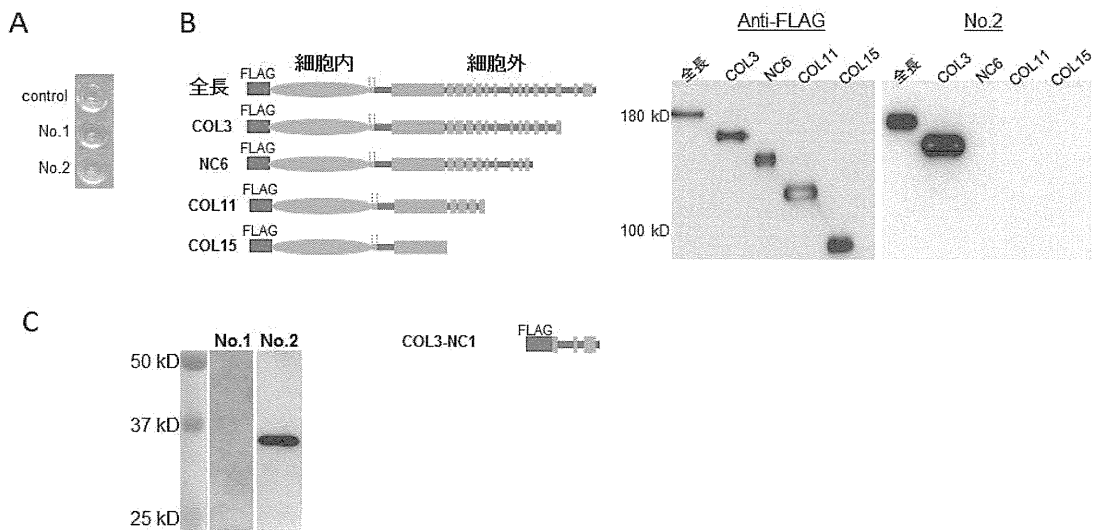 A
control
No.1
No.2
B
細胞内
細胞外
FLAG
全長
FLAG
COL3
FLAG
NC6
FLAG
COL11
FLAG
COL15
Anti-FLAG
全長
COL3
NC6
COL11
COL15
No.2
全長
COL3
NC6
COL11
COL15
180 kD
100 kD
C
No.1
No.2
50 kD
37 kD
25 kD
COL3-NC1
FLAG